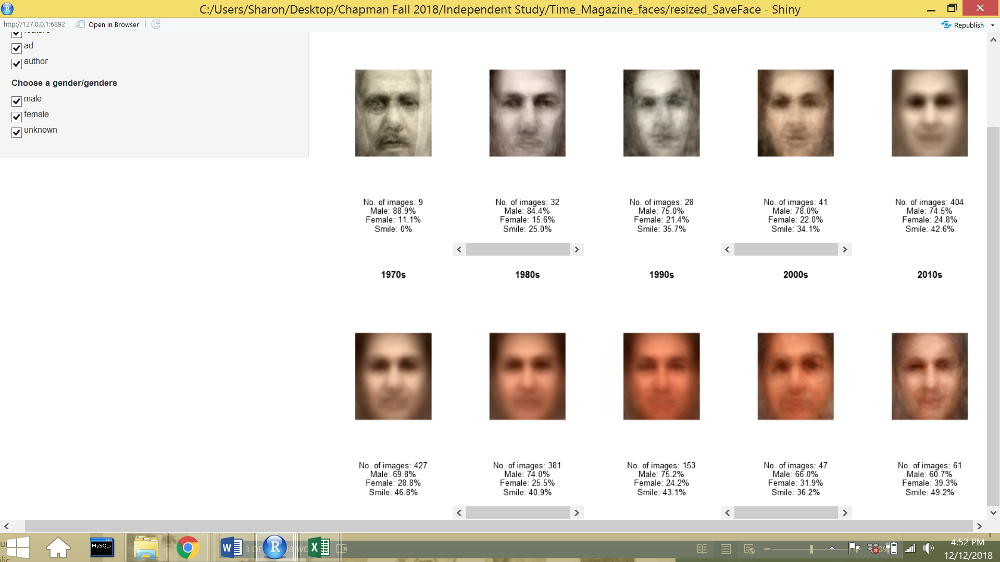 C:/Users/Sharon/Desktop/Chapman Fall 2018/Independent Study/Time_Magazine_faces/resized_SaveFace - Shiny
http://127.0.0.1:6892
Open in Browser
Republish
ad
author
Choose a gender/genders
male
female
unknown
No. of images: 9
Male: 88.9%
Female: 11.1%
Smile: 0%
No. of images: 32
Male: 84.4%
Female: 15.6%
Smile: 25.0%
No. of images: 28
Male: 75.0%
Female: 21.4%
Smile: 35.7%
No. of images: 41
Male: 78.0%
Female: 22.0%
Smile: 34.1%
No. of images: 404
Male: 74.5%
Female: 24.8%
Smile: 42.6%
1970s
1980s
1990s
2000s
2010s
No. of images: 427
Male: 69.8%
Female: 28.8%
Smile: 46.8%
No. of images: 381
Male: 74.0%
Female: 25.5%
Smile: 40.9%
No. of images: 153
Male: 75.2%
Female: 24.2%
Smile: 43.1%
No. of images: 47
Male: 66.0%
Female: 31.9%
Smile: 36.2%
No. of images: 61
Male: 60.7%
Female: 39.3%
Smile: 49.2%
MySQL>
4:52 PM
12/12/2018